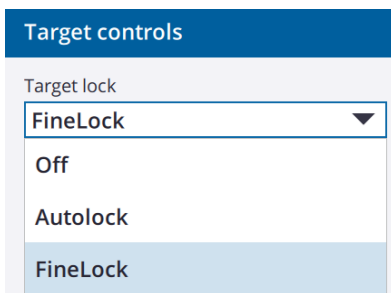 Target controls
Target lock
FineLock
Off
Autolock
FineLock